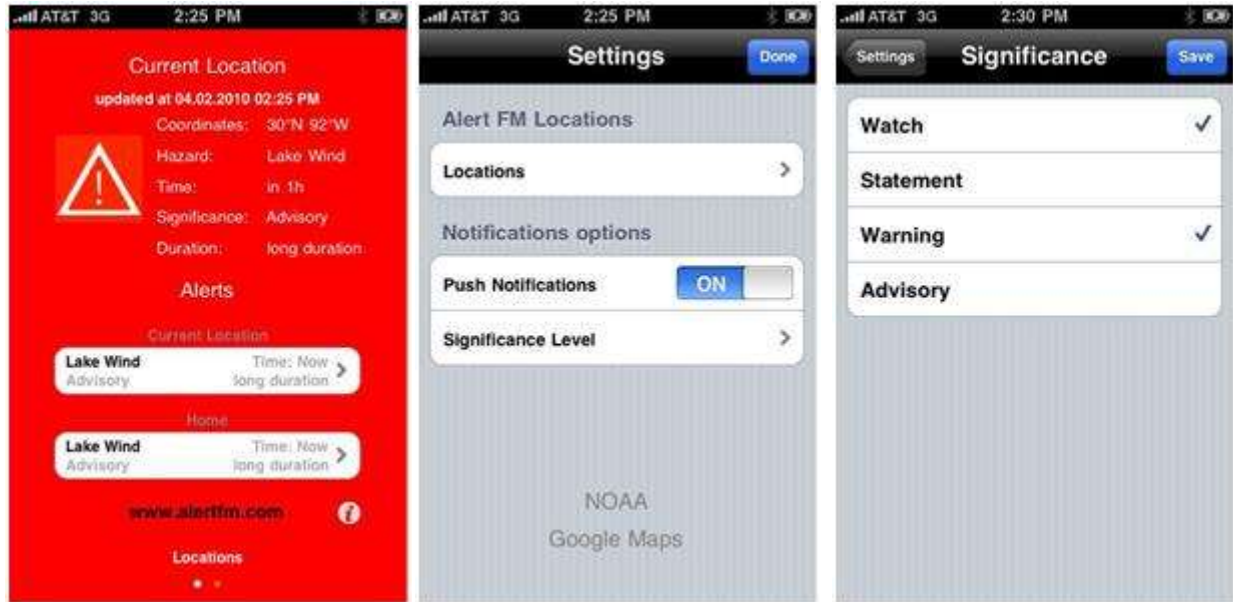 AT&T 3G 2:25 PM
Current Location
updated at 04.02.2010 02:25 PM
Coordinates: 30°N 92°W
Hazard: Lake Wind
Time: in 1h
Significance: Advisory
Duration: long duration
Alerts
Current Location
Lake Wind Time: Now
Advisory long duration
Home
Lake Wind Time: Now
Advisory long duration
www.alertfm.com
Locations
AT&T 3G 2:25 PM
Settings Done
Alert FM Locations
Locations
Notifications options
Push Notifications ON
Significance Level
NOAA
Google Maps
AT&T 3G 2:30 PM
Settings Significance Save
Watch
Statement
Warning
Advisory